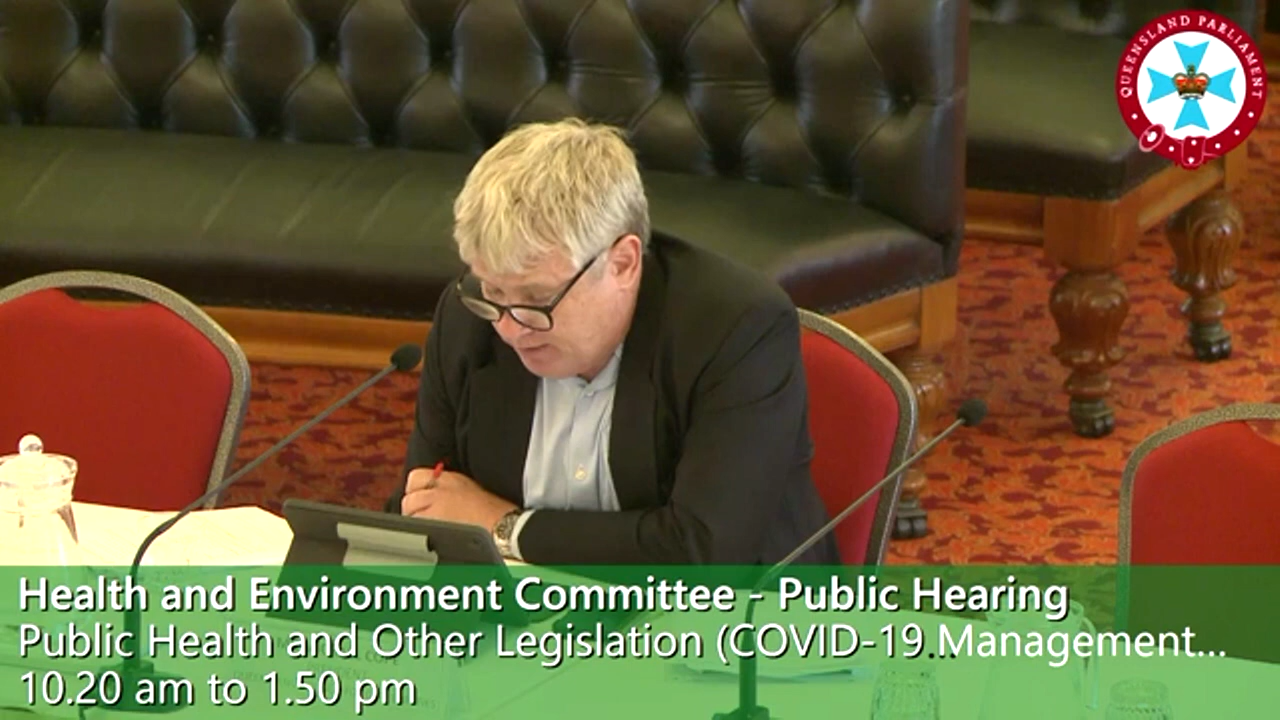 QUEENSLAND PARLIAMENT
Health and Environment Committee - Public Hearing
Public Health and Other Legislation (COVID-19 Management...
10.20 am to 1.50 pm
COPE